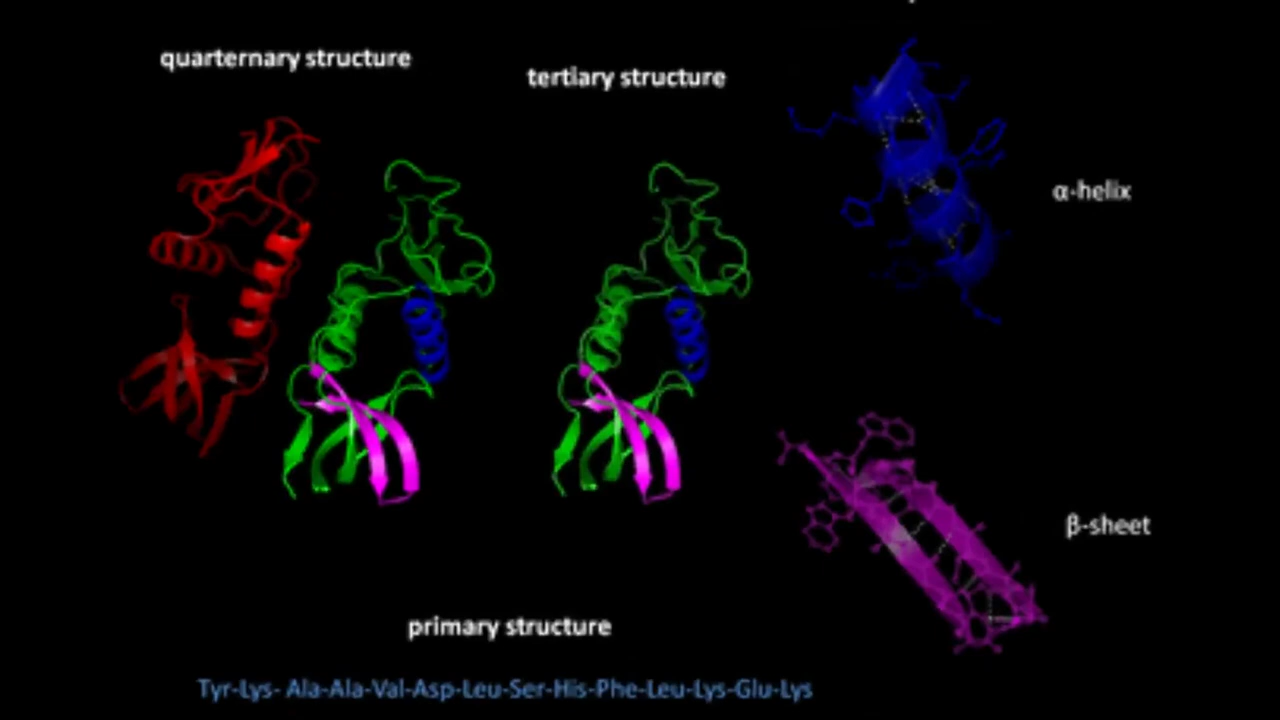 quarternary structure
tertiary structure
α-helix
β-sheet
primary structure
Tyr-Lys- Ala-Ala-Val-Asp-Leu-Ser-His-Phe-Leu-Lys-Glu-Lys